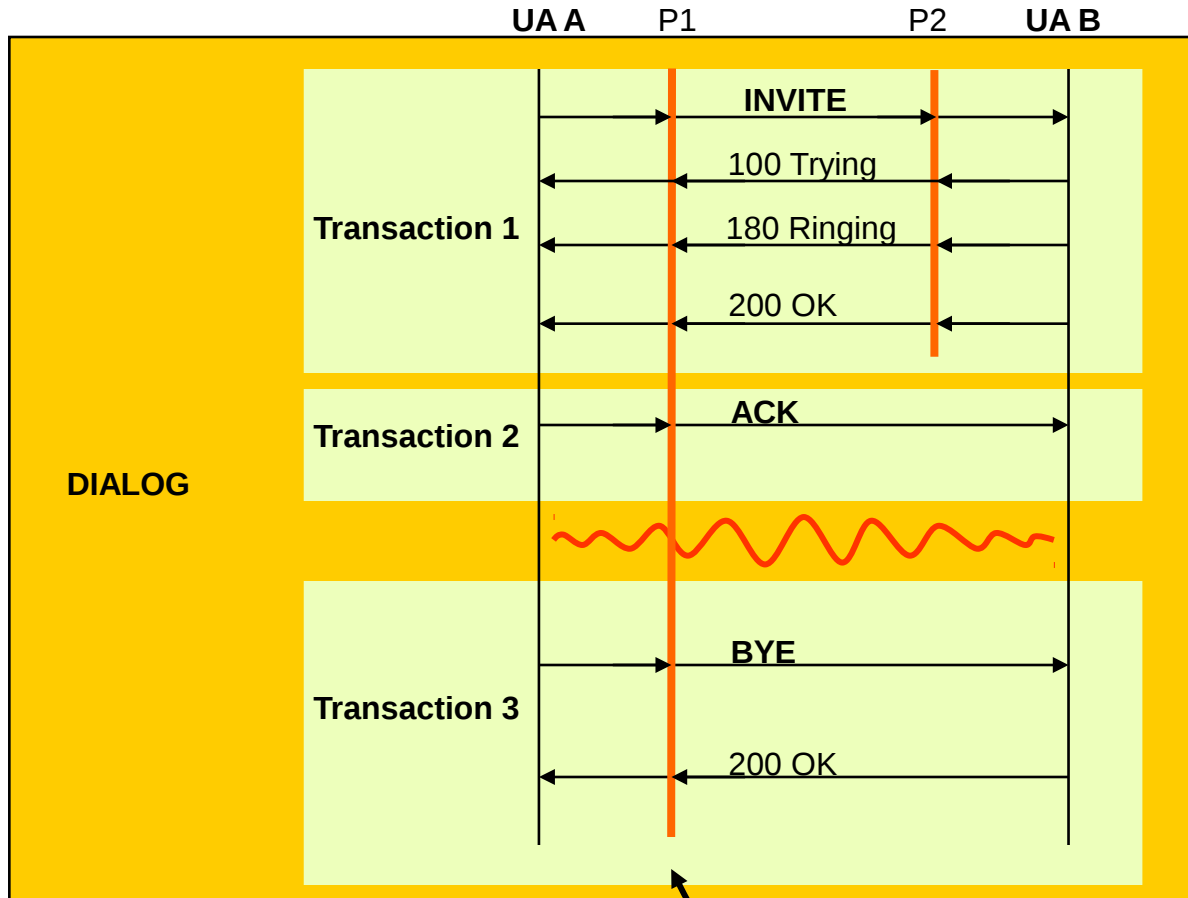 UA A P1 P2 UA B
INVITE
100 Trying
Transaction 1
180 Ringing
200 OK
ACK
Transaction 2
DIALOG
BYE
Transaction 3
200 OK